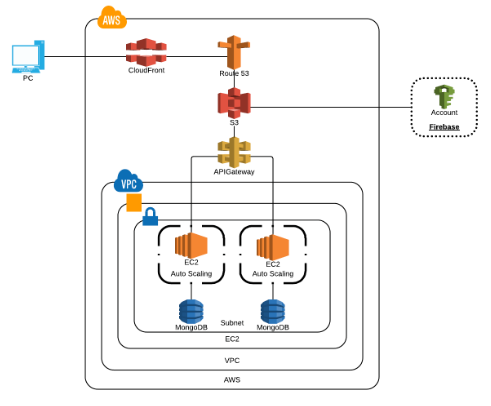 AWS
PC
CloudFront
Route 53
S3
Account
Firebase
APIGateway
VPC
EC2
Auto Scaling
EC2
Auto Scaling
MongoDB
MongoDB
Subnet
EC2
VPC
AWS